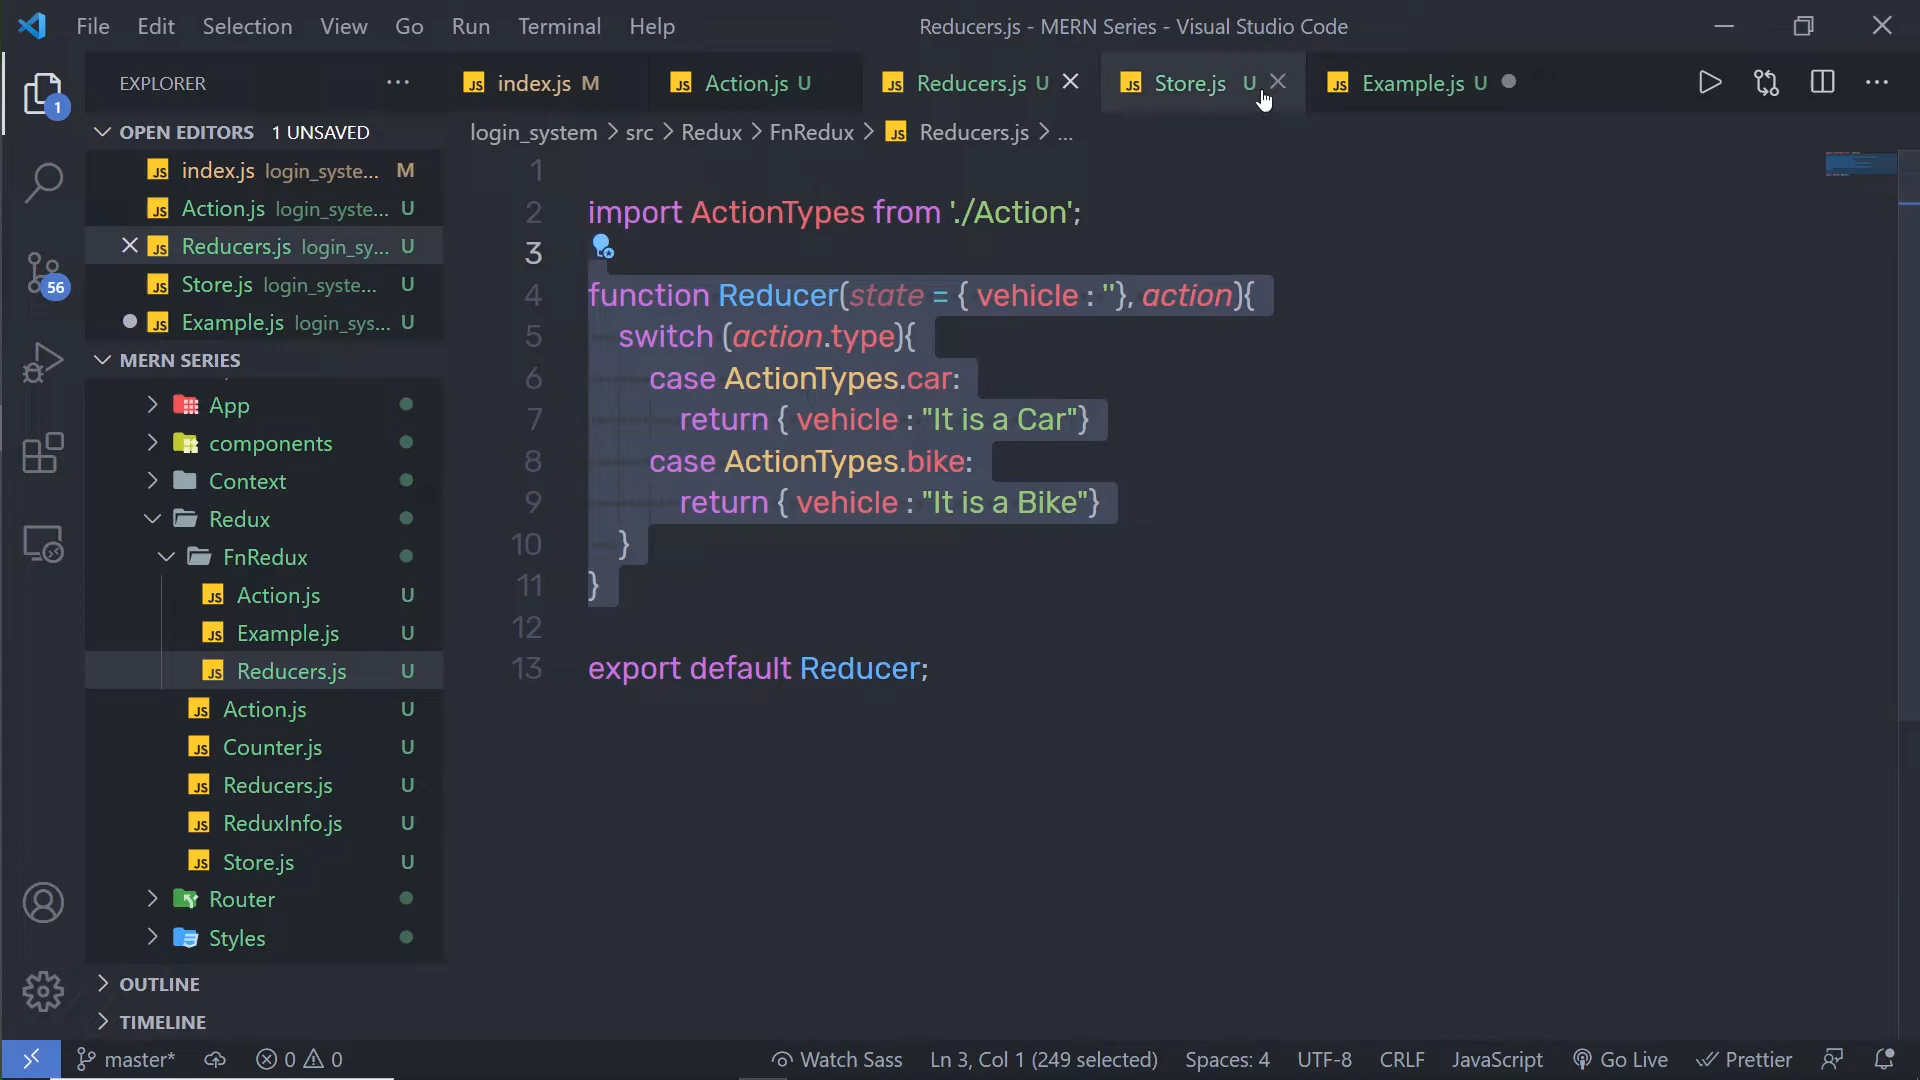 File Edit Selection View Go Run Terminal Help
Reducers.js - MERN Series - Visual Studio Code
EXPLORER
index.js M
Action.js U
Reducers.js U
Store.js U
Example.js U
OPEN EDITORS 1 UNSAVED
index.js login_syste... M
Action.js login_syste... U
Reducers.js login_sy... U
Store.js login_syste... U
Example.js login_sys... U
MERN SERIES
App
components
Context
Redux
FnRedux
Action.js U
Example.js U
Reducers.js U
Action.js U
Counter.js U
Reducers.js U
ReduxInfo.js U
Store.js U
Router
Styles
OUTLINE
TIMELINE
1
56
login_system > src > Redux > FnRedux > JS Reducers.js > ...
1
2 import ActionTypes from './Action';
3
4 function Reducer(state = { vehicle : ''}, action){
5 switch (action.type){
6 case ActionTypes.car:
7 return { vehicle : "It is a Car"}
8 case ActionTypes.bike:
9 return { vehicle : "It is a Bike"}
10 }
11 }
12
13 export default Reducer;
master* 0 0 Watch Sass Ln 3, Col 1 (249 selected) Spaces: 4 UTF-8 CRLF JavaScript Go Live Prettier